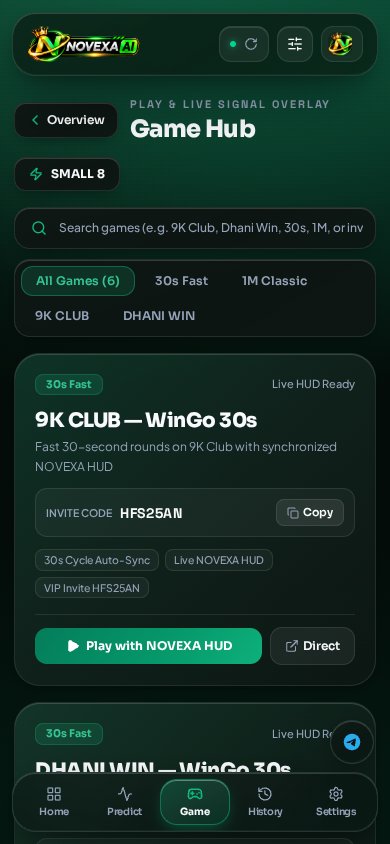 NOVEXA AI
PLAY & LIVE SIGNAL OVERLAY
Overview
Game Hub
SMALL 8
Search games (e.g. 9K Club, Dhani Win, 30s, 1M, or inv
All Games (6)
30s Fast
1M Classic
9K CLUB
DHANI WIN
30s Fast
Live HUD Ready
9K CLUB — WinGo 30s
Fast 30-second rounds on 9K Club with synchronized
NOVEXA HUD
INVITE CODE HFS25AN
Copy
30s Cycle Auto-Sync
Live NOVEXA HUD
VIP Invite HFS25AN
Play with NOVEXA HUD
Direct
30s Fast
Live HUD
DHANI WIN — WinGo 30s
Home
Predict
Game
History
Settings